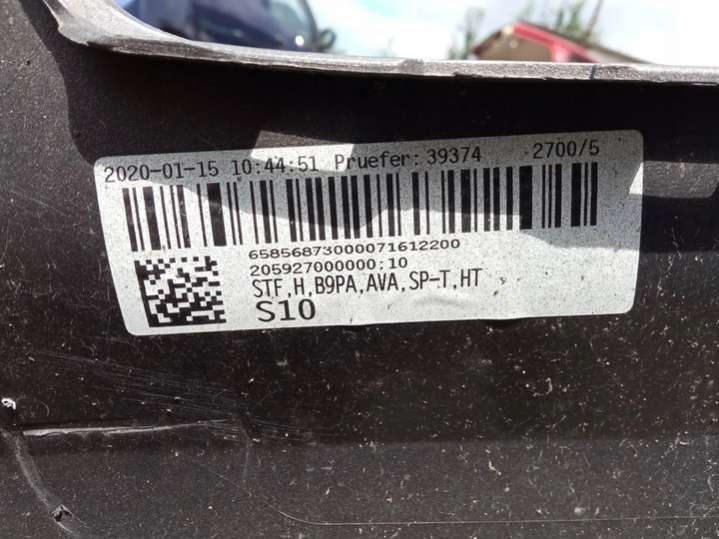 2020-01-15 10:44:51 Pruefer: 39374 2700/5
65856873000071612200
205927000000;10
STF,H,B9PA,AVA,SP-T,HT
S10